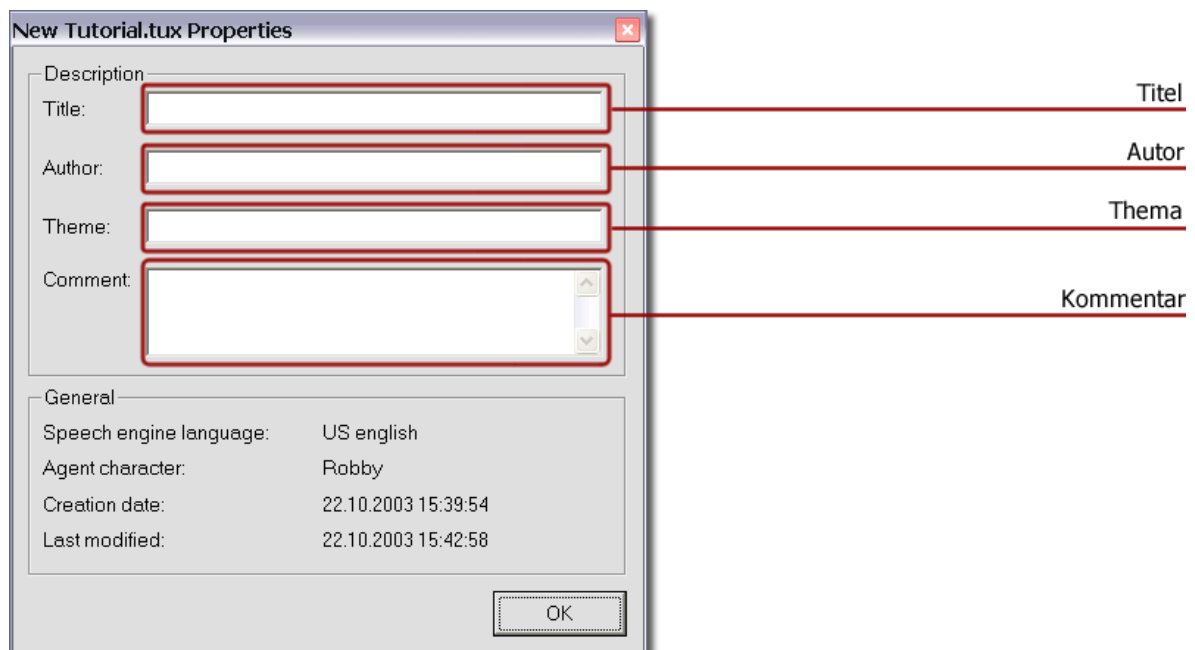 New Tutorial.tux Properties
Description
Title:
Titel
Author:
Autor
Theme:
Thema
Comment:
Kommentar
General
Speech engine language: US english
Agent character: Robby
Creation date: 22.10.2003 15:39:54
Last modified: 22.10.2003 15:42:58
OK